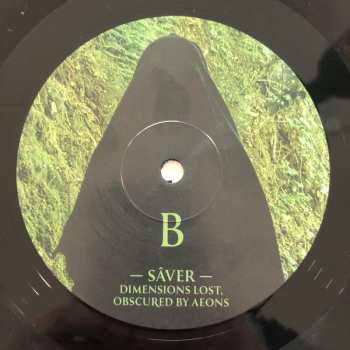 B
— SÂVER —
DIMENSIONS LOST,
OBSCURED BY AEONS